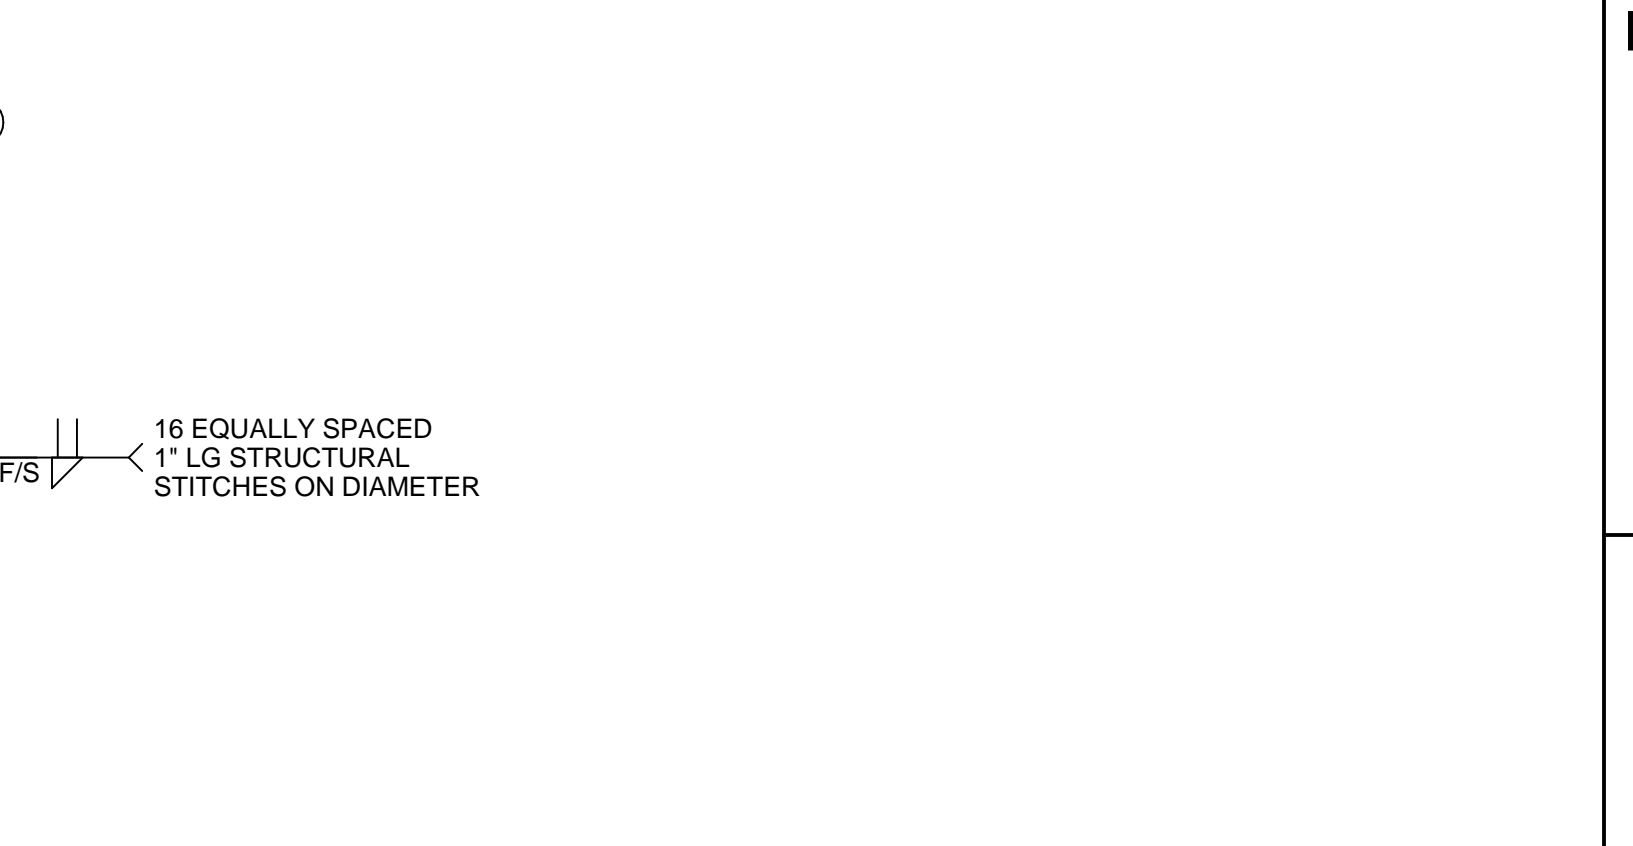 16 EQUALLY SPACED
1" LG STRUCTURAL
F/S
STITCHES ON DIAMETER